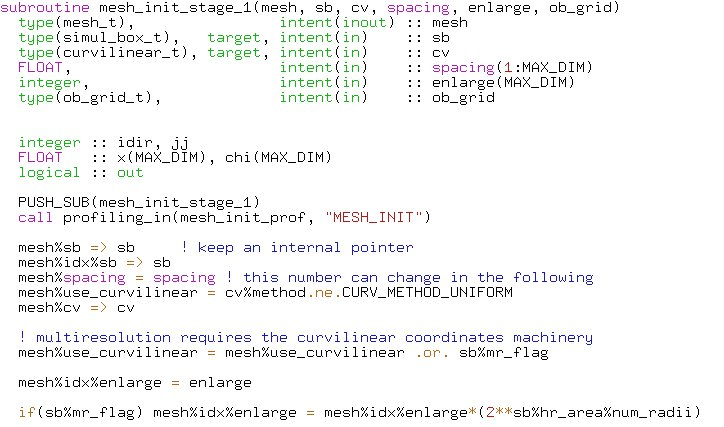 subroutine mesh_init_stage_1(mesh, sb, cv, spacing, enlarge, ob_grid)
  type(mesh_t),                intent(inout) :: mesh
  type(simul_box_t),   target, intent(in)    :: sb
  type(curvilinear_t), target, intent(in)    :: cv
  FLOAT,                       intent(in)    :: spacing(1:MAX_DIM)
  integer,                     intent(in)    :: enlarge(MAX_DIM)
  type(ob_grid_t),             intent(in)    :: ob_grid

  integer :: idir, jj
  FLOAT   :: x(MAX_DIM), chi(MAX_DIM)
  logical :: out

  PUSH_SUB(mesh_init_stage_1)
  call profiling_in(mesh_init_prof, "MESH_INIT")

  mesh%sb => sb     ! keep an internal pointer
  mesh%idx%sb => sb
  mesh%spacing = spacing ! this number can change in the following
  mesh%use_curvilinear = cv%method.ne.CURV_METHOD_UNIFORM
  mesh%cv => cv

  ! multiresolution requires the curvilinear coordinates machinery
  mesh%use_curvilinear = mesh%use_curvilinear .or. sb%mr_flag

  mesh%idx%enlarge = enlarge

  if(sb%mr_flag) mesh%idx%enlarge = mesh%idx%enlarge*(2**sb%hr_area%num_radii)